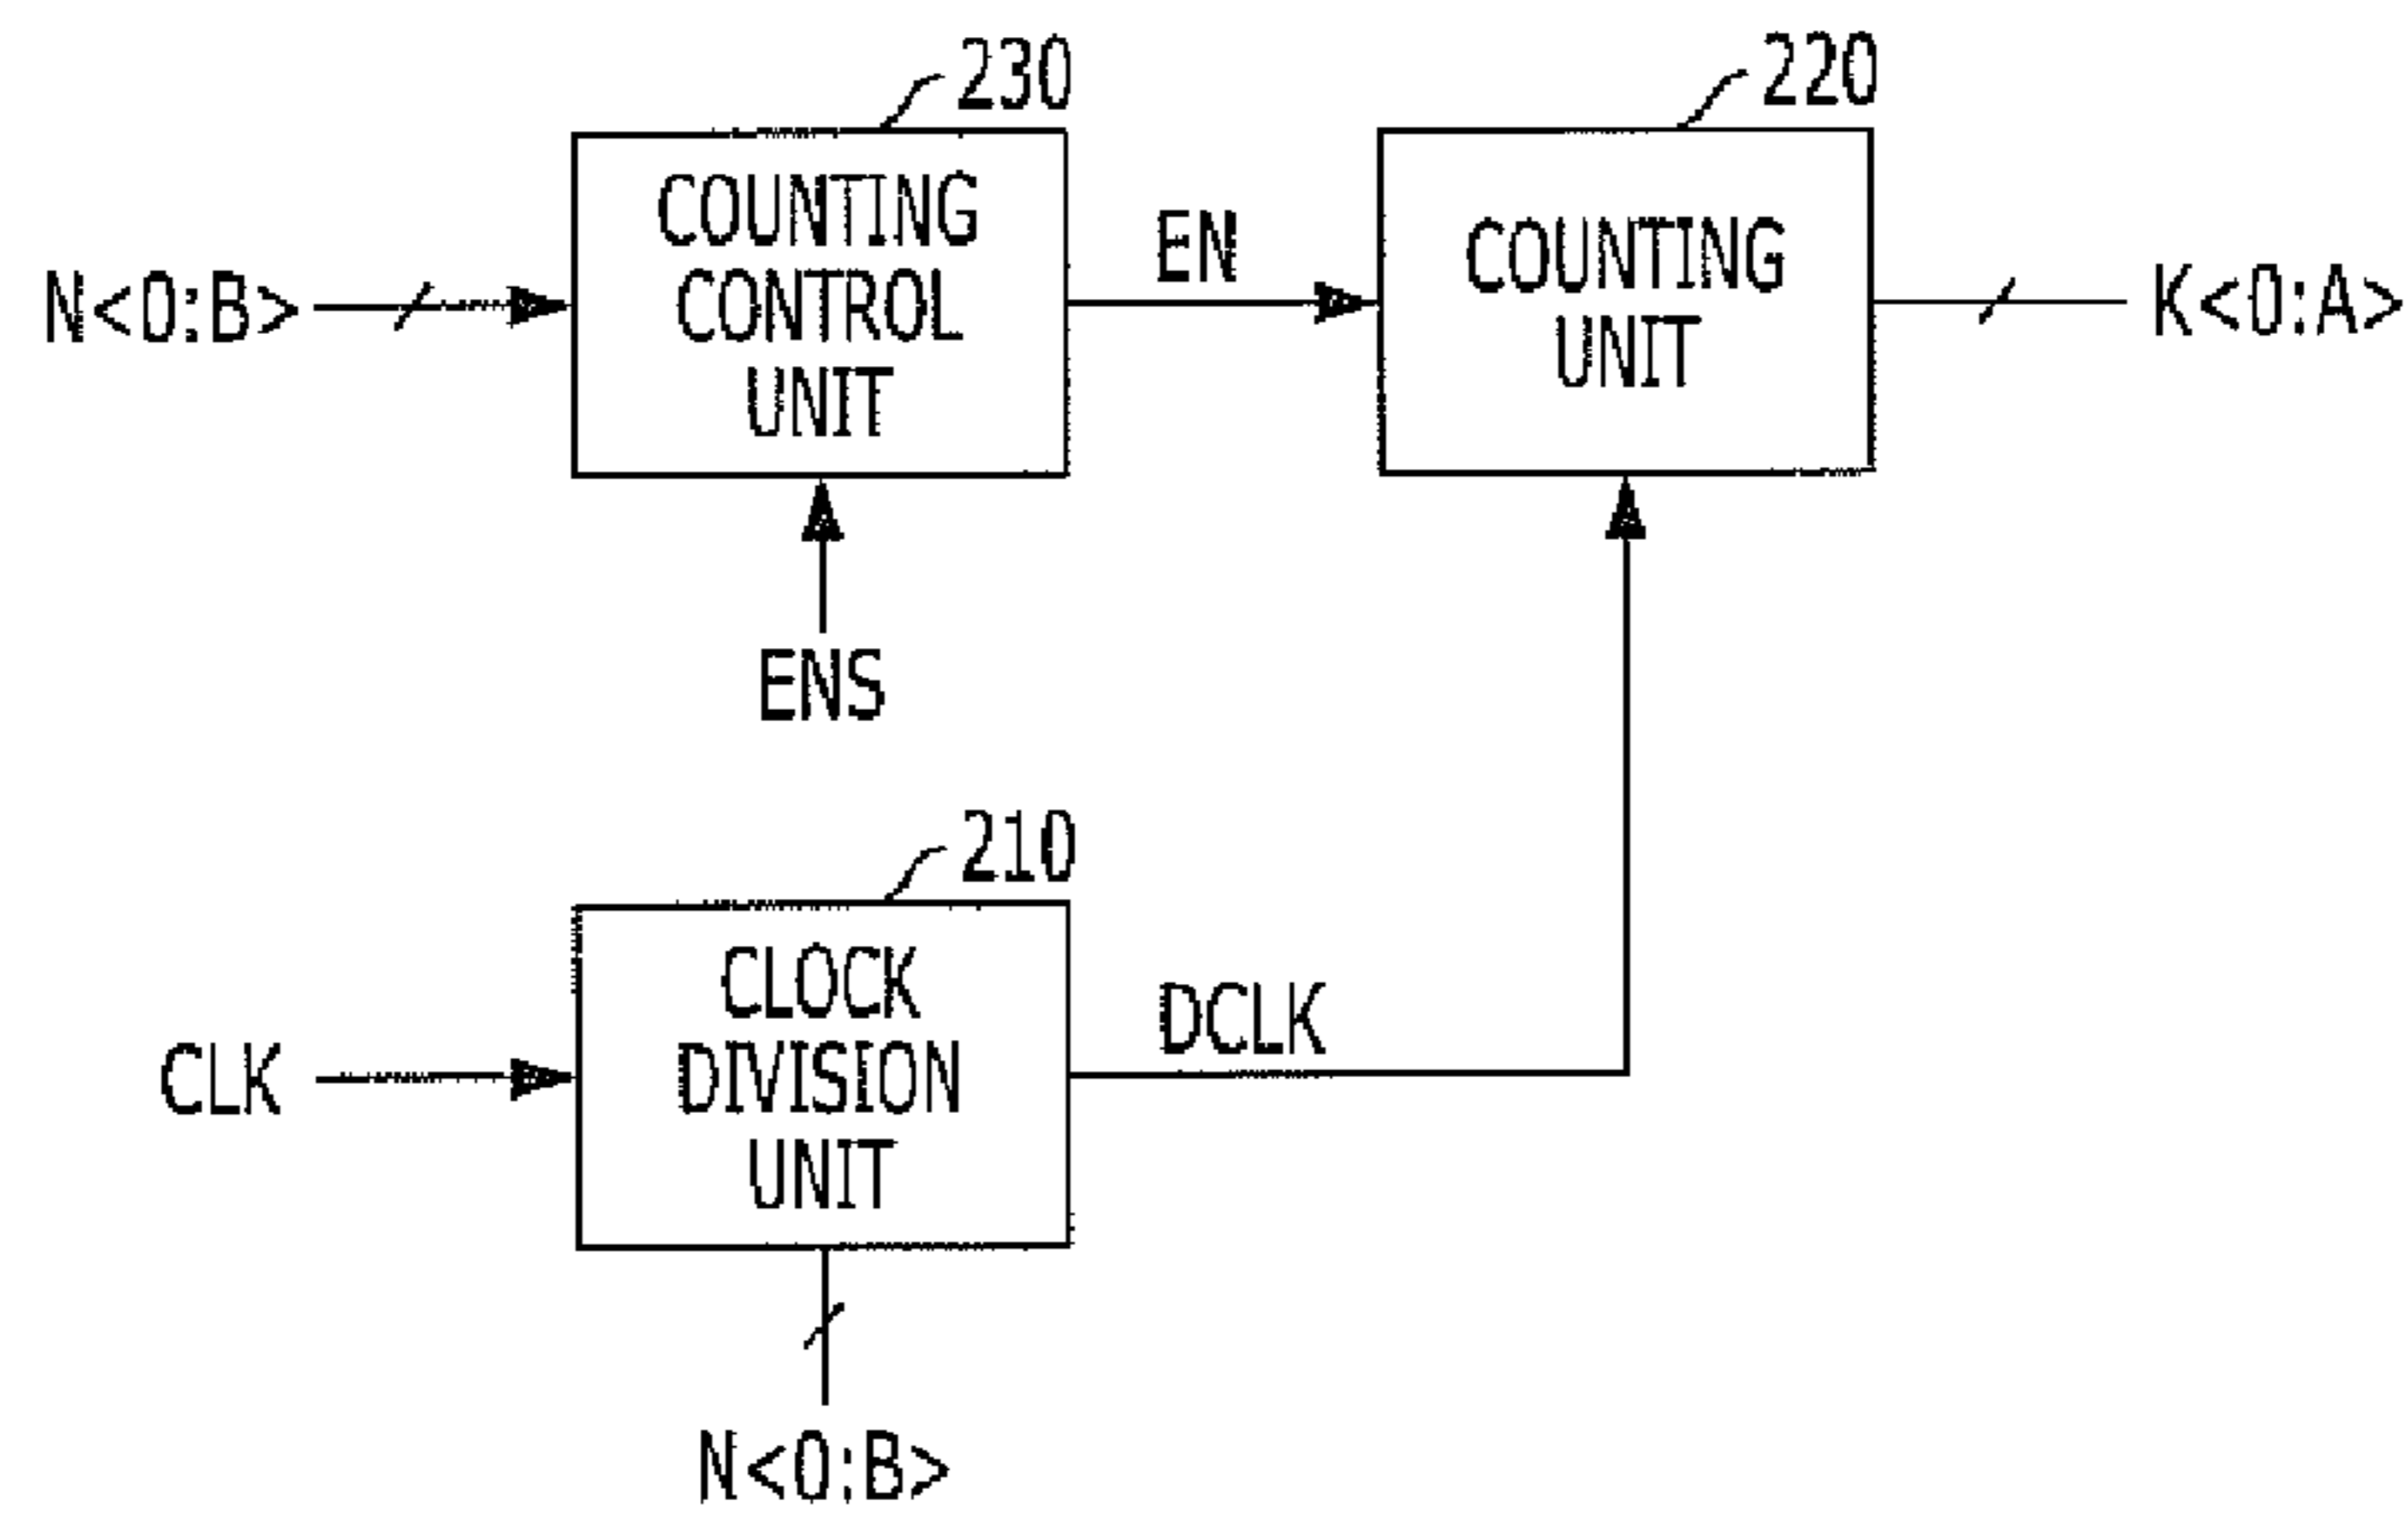 230
220
COUNTING
CONTROL
UNIT
N<0:B>
EN
COUNTING
UNIT
K<0:A>
ENS
210
CLOCK
DIVISION
UNIT
CLK
DCLK
N<0:B>